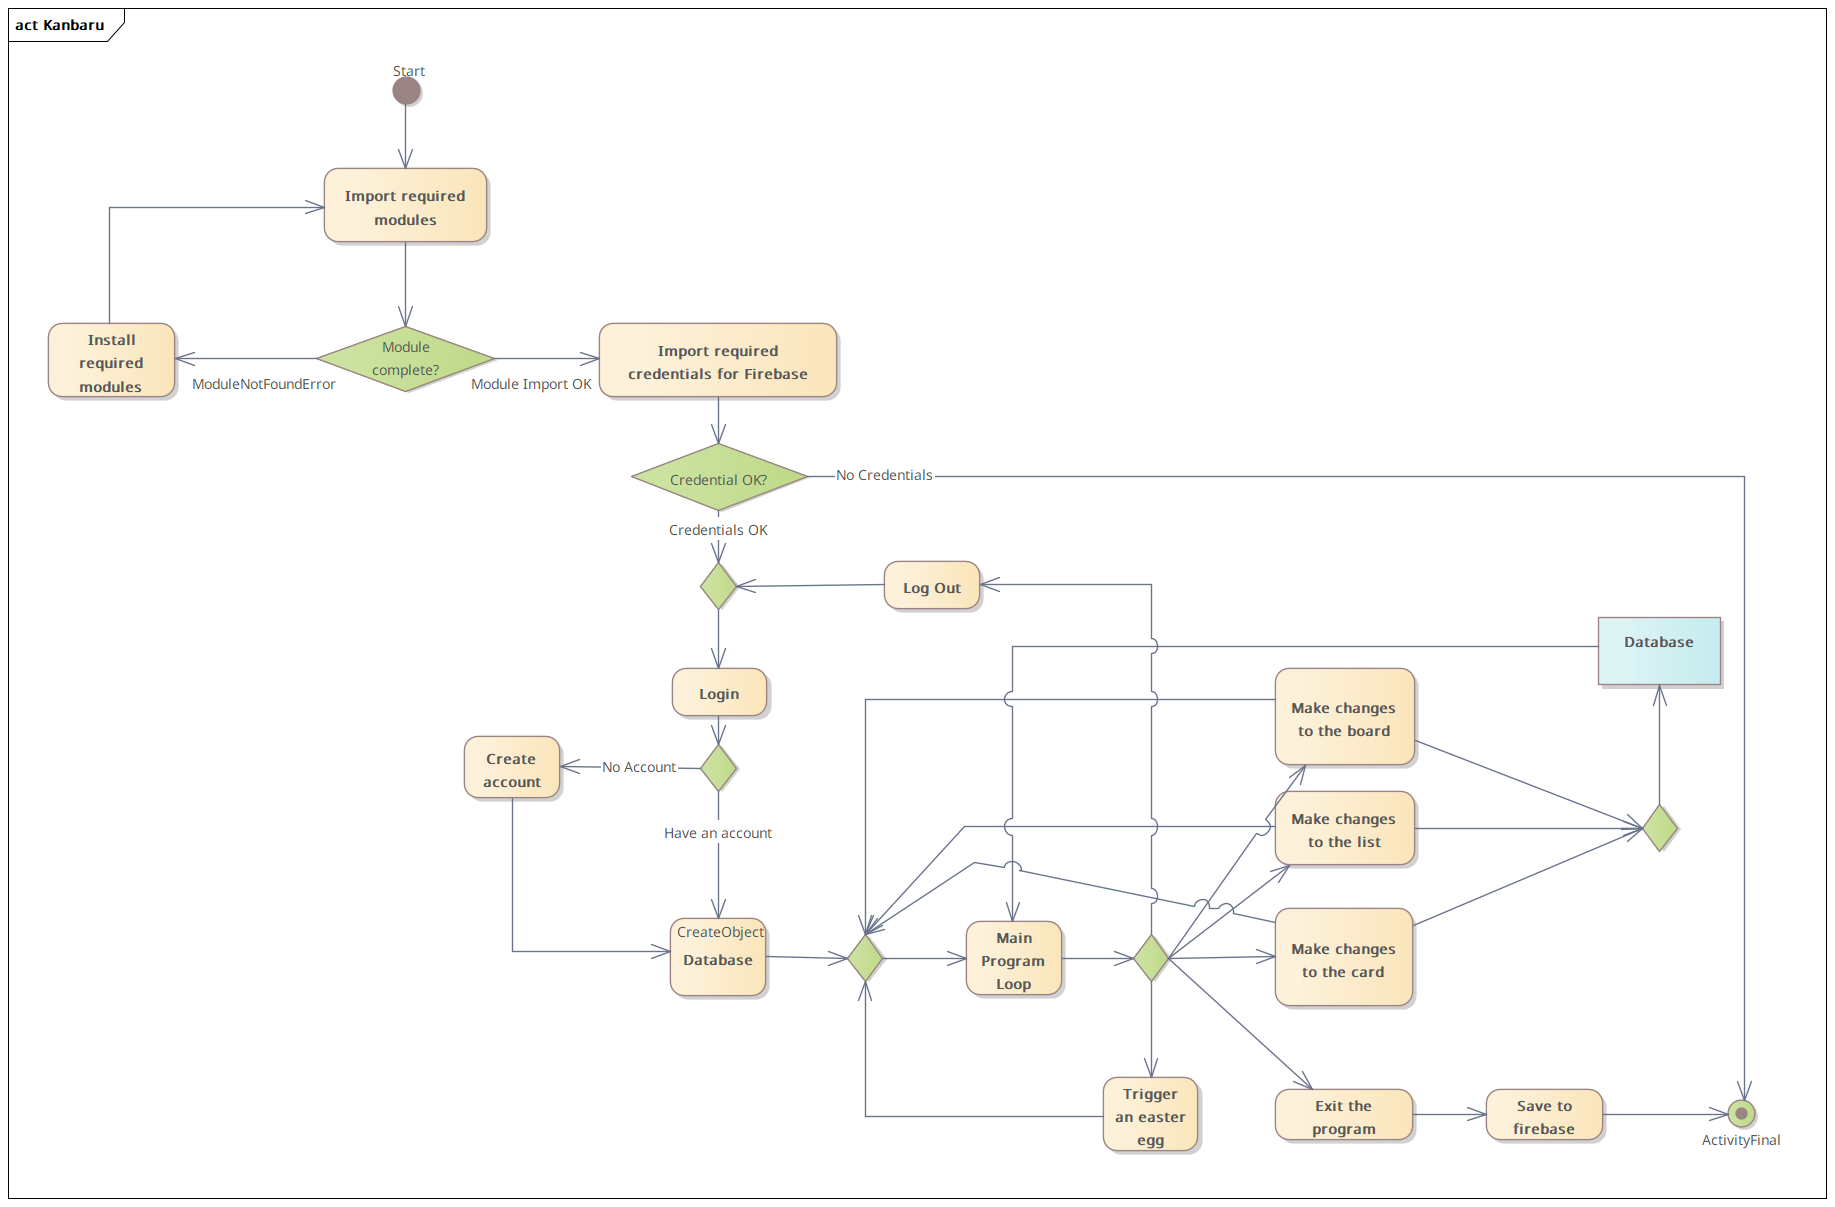 act Kanbaru
Start
Import required
modules
Install
required
modules
Module
complete?
ModuleNotFoundError
Module Import OK
Import required
credentials for Firebase
Credential OK?
No Credentials
Credentials OK
Log Out
Database
Login
Make changes
to the board
Create
account
No Account
Have an account
Make changes
to the list
CreateObject
Database
Main
Program
Loop
Make changes
to the card
Trigger
an easter
egg
Exit the
program
Save to
firebase
ActivityFinal